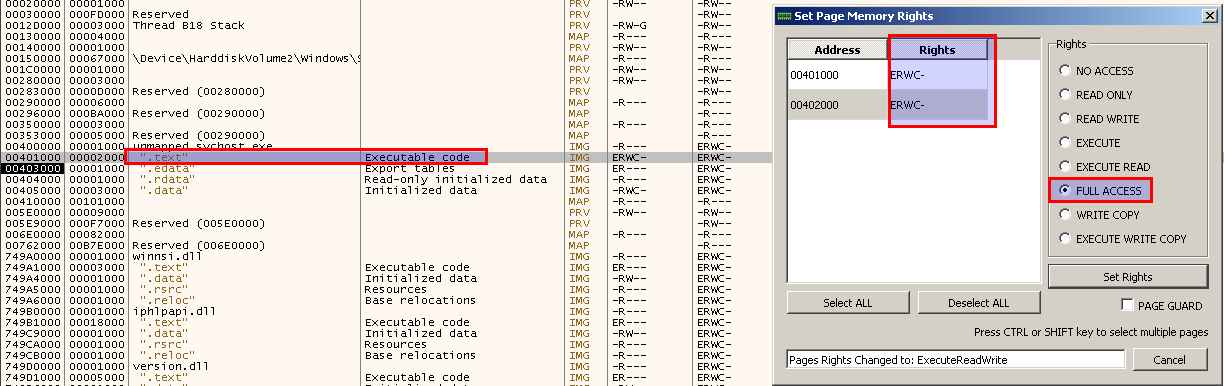 00020000 00001000 PRV -RW-- -RW--
000FD000 Reserved PRV -RW--
0012D000 00003000 Thread B18 Stack PRV -RW-G -RW--
00130000 00004000 MAP -R--- -R---
00140000 00001000 PRV -RW-- -RW--
00150000 00067000 \Device\HarddiskVolume2\Windows\S MAP -R--- -R---
001C0000 00001000 PRV -RW-- -RW--
00280000 00003000 PRV -RW-- -RW--
00283000 0000D000 Reserved (00280000) PRV -RW--
00290000 00006000 MAP -R--- -R---
00296000 000BA000 Reserved (00290000) MAP -R---
00350000 00003000 MAP -R--- -R---
00353000 00005000 Reserved (00290000) MAP -R---
00400000 00001000 unmapped_svchost.exe IMG -R--- ERWC-
00401000 00002000 ".text" Executable code IMG ERWC- ERWC-
00403000 00001000 ".edata" Export tables IMG ERWC- ERWC-
00404000 00001000 ".rdata" Read-only initialized data IMG -R--- ERWC-
00405000 00003000 ".data" Initialized data IMG -RWC- ERWC-
00410000 00101000 MAP -R--- -R---
005E0000 00009000 PRV -RW-- -RW--
005E9000 000F7000 Reserved (005E0000) PRV -RW--
006E0000 00082000 MAP -R--- -R---
00762000 00B7E000 Reserved (006E0000) MAP -R---
749A0000 00001000 winnsi.dll IMG -R--- ERWC-
749A1000 00003000 ".text" Executable code IMG ER--- ERWC-
749A4000 00001000 ".data" Initialized data IMG -RW-- ERWC-
749A5000 00001000 ".rsrc" Resources IMG -R--- ERWC-
749A6000 00001000 ".reloc" Base relocations IMG -R--- ERWC-
749B0000 00001000 iphlpapi.dll IMG -R--- ERWC-
749B1000 00018000 ".text" Executable code IMG ER--- ERWC-
749C9000 00001000 ".data" Initialized data IMG -RW-- ERWC-
749CA000 00001000 ".rsrc" Resources IMG -R--- ERWC-
749CB000 00001000 ".reloc" Base relocations IMG -R--- ERWC-
749D0000 00001000 version.dll IMG -R--- ERWC-
749D1000 00005000 ".text" Executable code IMG ER--- ERWC-
".data" Initialized data IMG -RW-- ERWC-
Set Page Memory Rights
Address Rights
00401000 ERWC-
00402000 ERWC-
Select ALL Deselect ALL
Rights
NO ACCESS
READ ONLY
READ WRITE
EXECUTE
EXECUTE READ
FULL ACCESS
WRITE COPY
EXECUTE WRITE COPY
Set Rights
PAGE GUARD
Press CTRL or SHIFT key to select multiple pages
Pages Rights Changed to: ExecuteReadWrite
Cancel